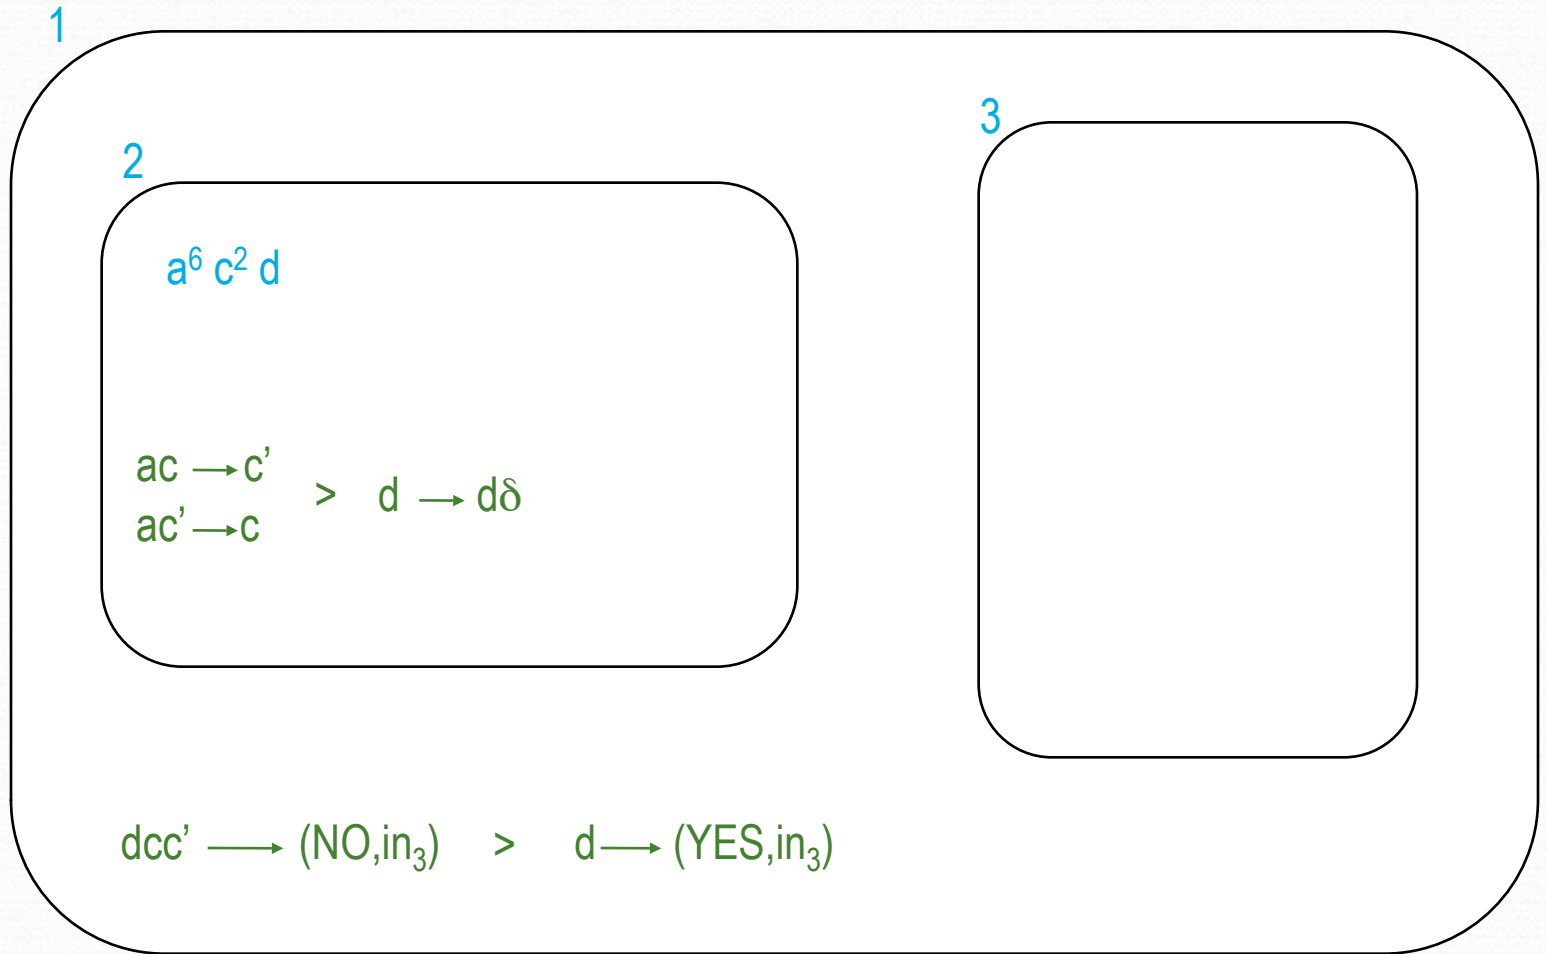 1
3
2
a⁶ c² d
ac → c’
> d → dδ
ac’ → c
dcc’ → (NO,in₃) > d → (YES,in₃)